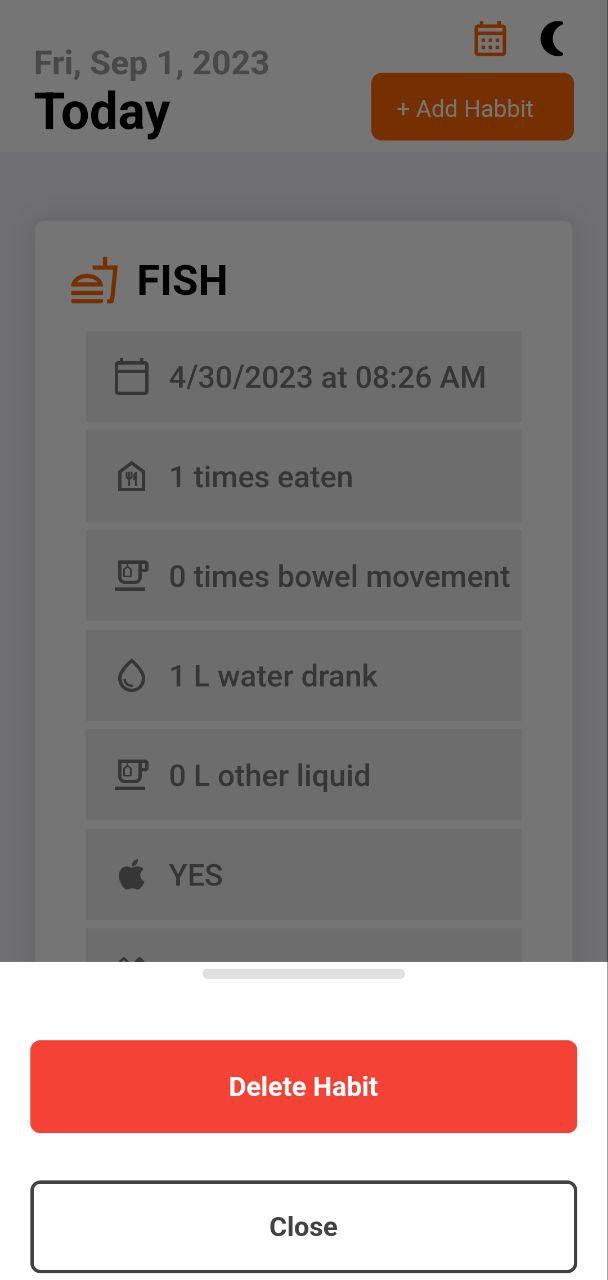 Fri, Sep 1, 2023
Today
+ Add Habbit
FISH
4/30/2023 at 08:26 AM
1 times eaten
0 times bowel movement
1 L water drank
0 L other liquid
YES
Delete Habit
Close